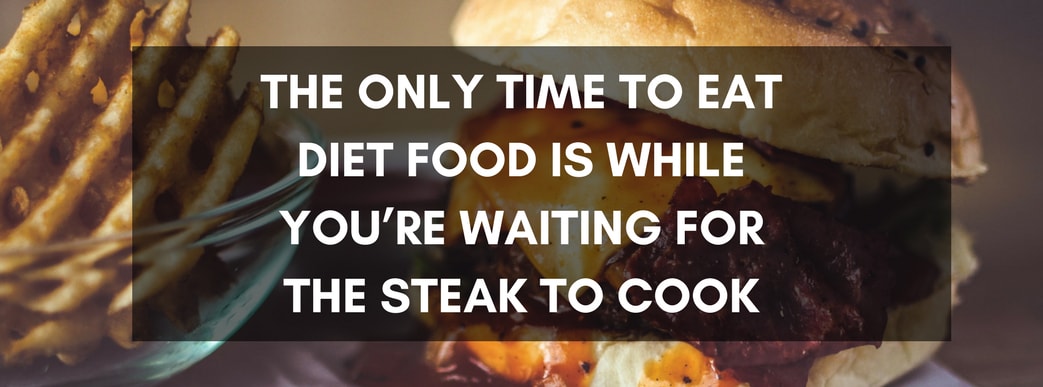 THE ONLY TIME TO EAT
DIET FOOD IS WHILE
YOU’RE WAITING FOR
THE STEAK TO COOK